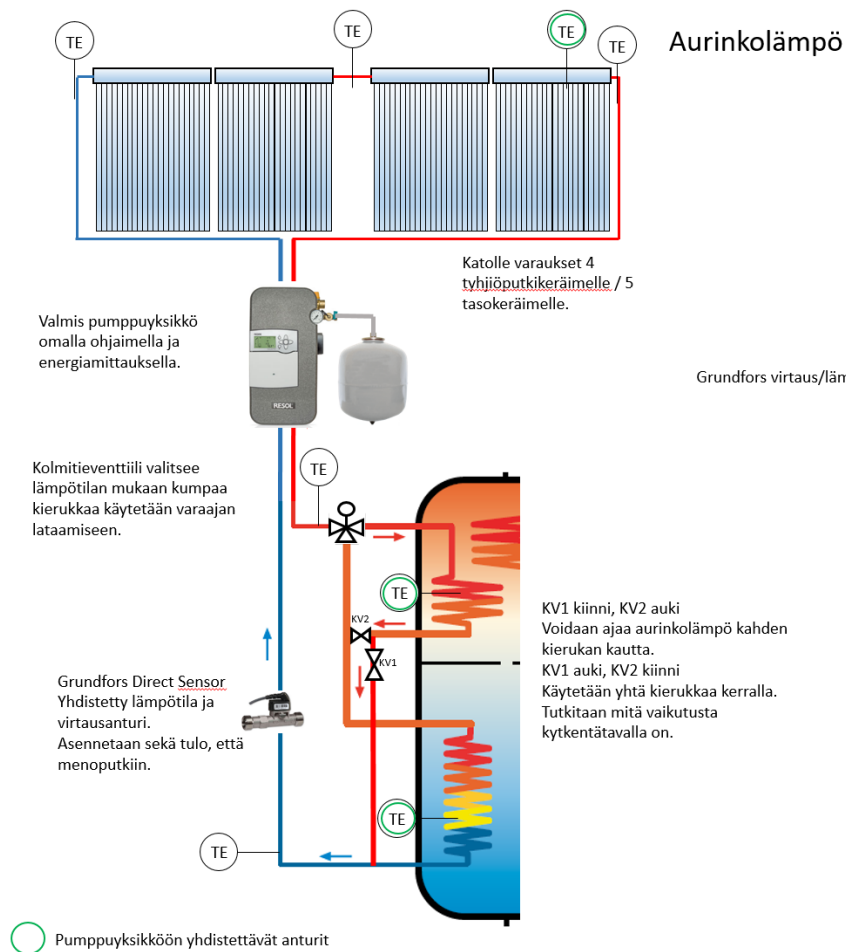 Aurinkolämpö
TE
TE
TE
TE
Katolle varaukset 4
tyhjiöputkikeräimelle / 5
tasokeräimelle.
Valmis pumppuyksikkö
omalla ohjaimella ja
energiamittauksella.
RESOL
Grundfors virtaus/läm
Kolmitieventtiili valitsee
lämpötilan mukaan kumpaa
kierukkaa käytetään varaajan
lataamiseen.
TE
TE
KV2
KV1
KV1 kiinni, KV2 auki
Voidaan ajaa aurinkolämpö kahden
kierukan kautta.
KV1 auki, KV2 kiinni
Käytetään yhtä kierukkaa kerralla.
Tutkitaan mitä vaikutusta
kytkentätavalla on.
Grundfors Direct Sensor
Yhdistetty lämpötila ja
virtausanturi.
Asennetaan sekä tulo, että
menoputkiin.
TE
TE
Pumppuyksikköön yhdistettävät anturit